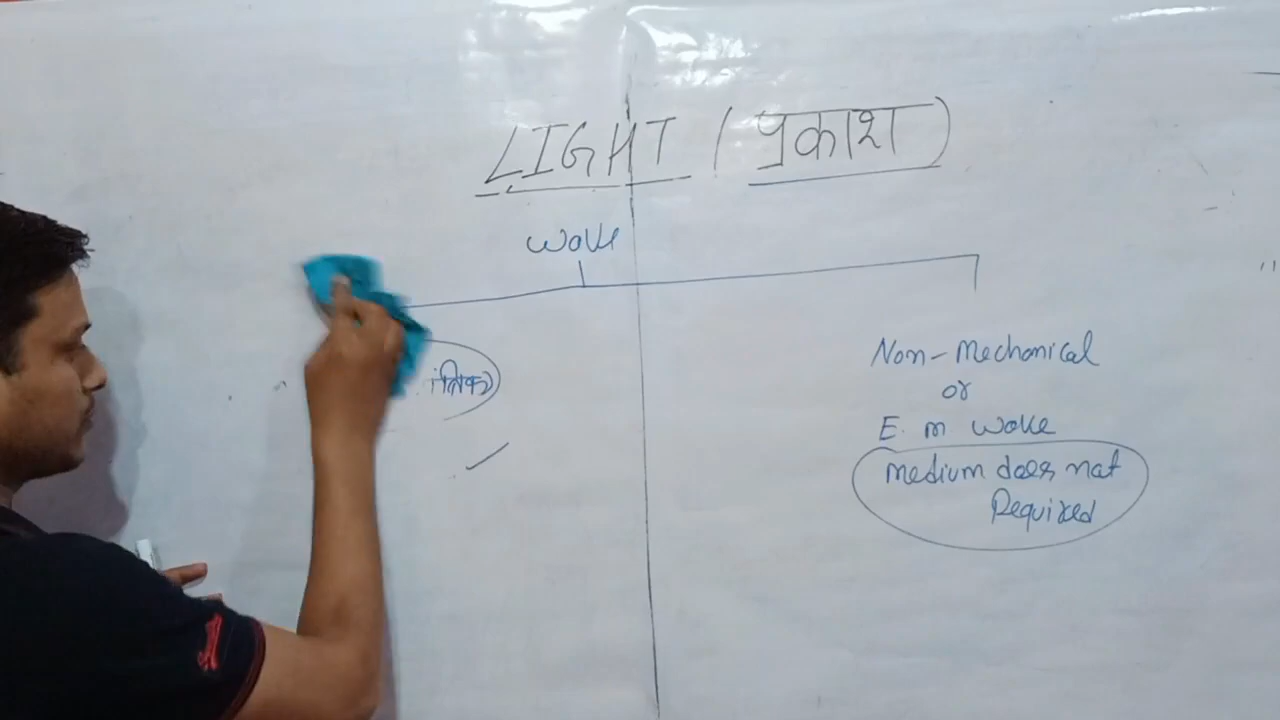 LIGHT (प्रकाश)
wave
Non-Mechanical
or
E.m wave
medium does not
Required